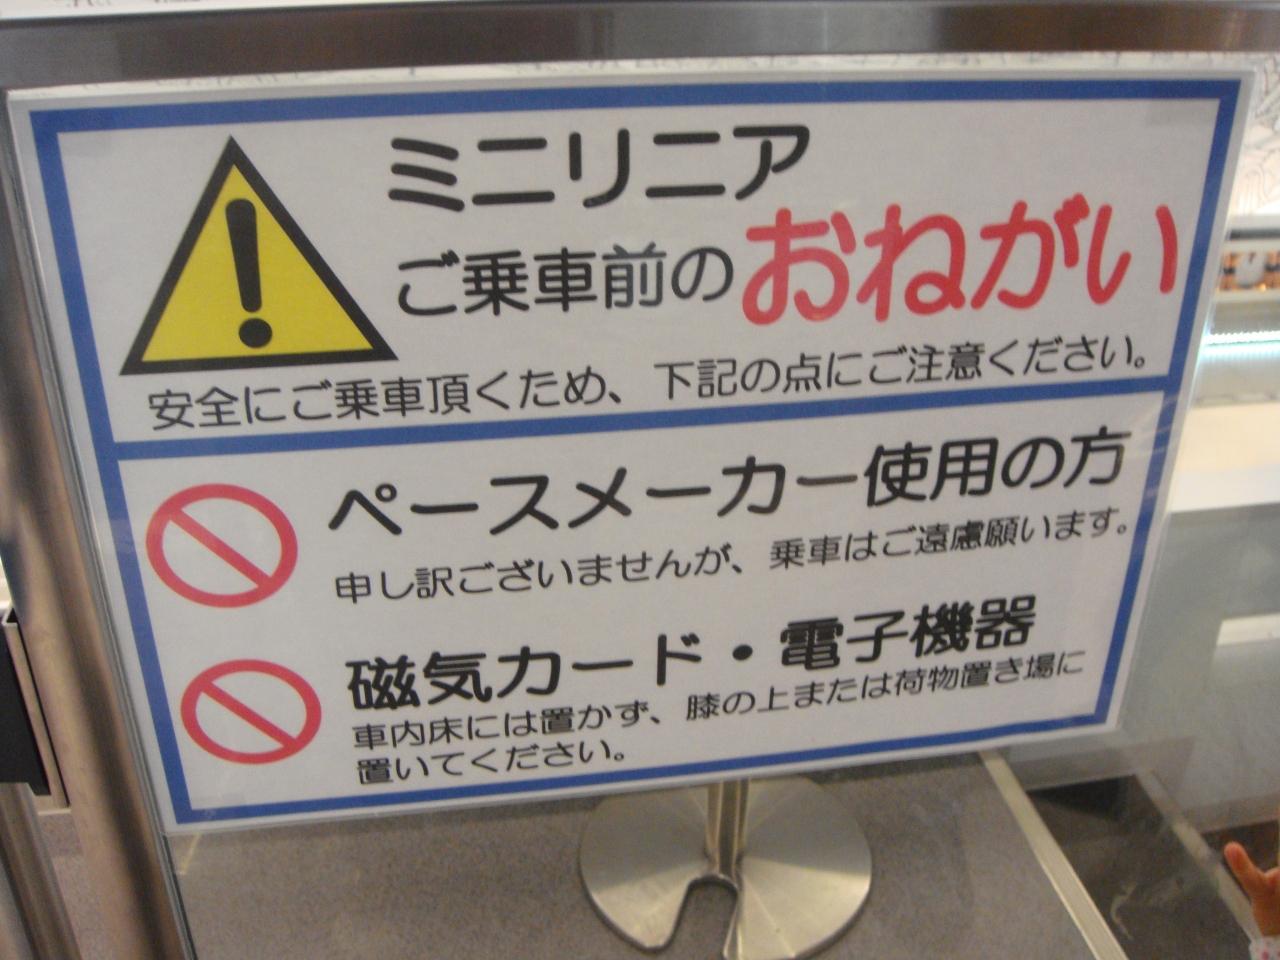 ミニリニア
ご乗車前のおねがい
安全にご乗車頂くため、下記の点にご注意ください。
ペースメーカー使用の方
申し訳ございませんが、乗車はご遠慮願います。
磁気カード・電子機器
車内床には置かず、膝の上または荷物置き場に
置いてください。